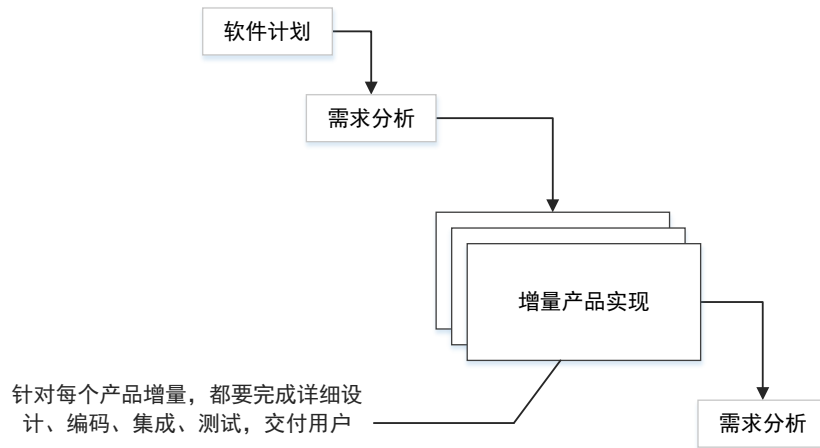 软件计划
需求分析
增量产品实现
针对每个产品增量，都要完成详细设
计、编码、集成、测试，交付用户
需求分析